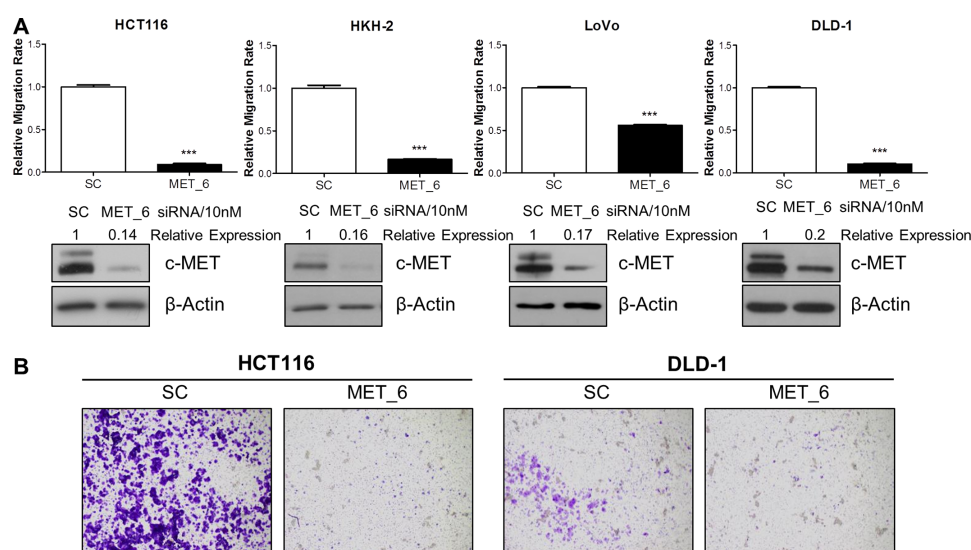 A
HCT116
Relative Migration Rate
1.5
1.0
0.5
0.0
***
SC MET_6
SC MET_6 siRNA/10nM
1 0.14 Relative Expression
c-MET
β-Actin
HKH-2
Relative Migration Rate
1.5
1.0
0.5
0.0
***
SC MET_6
SC MET_6 siRNA/10nM
1 0.16 Relative Expression
c-MET
β-Actin
LoVo
Relative Migration Rate
1.5
1.0
0.5
0.0
***
SC MET_6
SC MET_6 siRNA/10nM
1 0.17 Relative Expression
c-MET
β-Actin
DLD-1
Relative Migration Rate
1.5
1.0
0.5
0.0
***
SC MET_6
SC MET_6 siRNA/10nM
1 0.2 Relative Expression
c-MET
β-Actin
B
HCT116
SC MET_6
DLD-1
SC MET_6